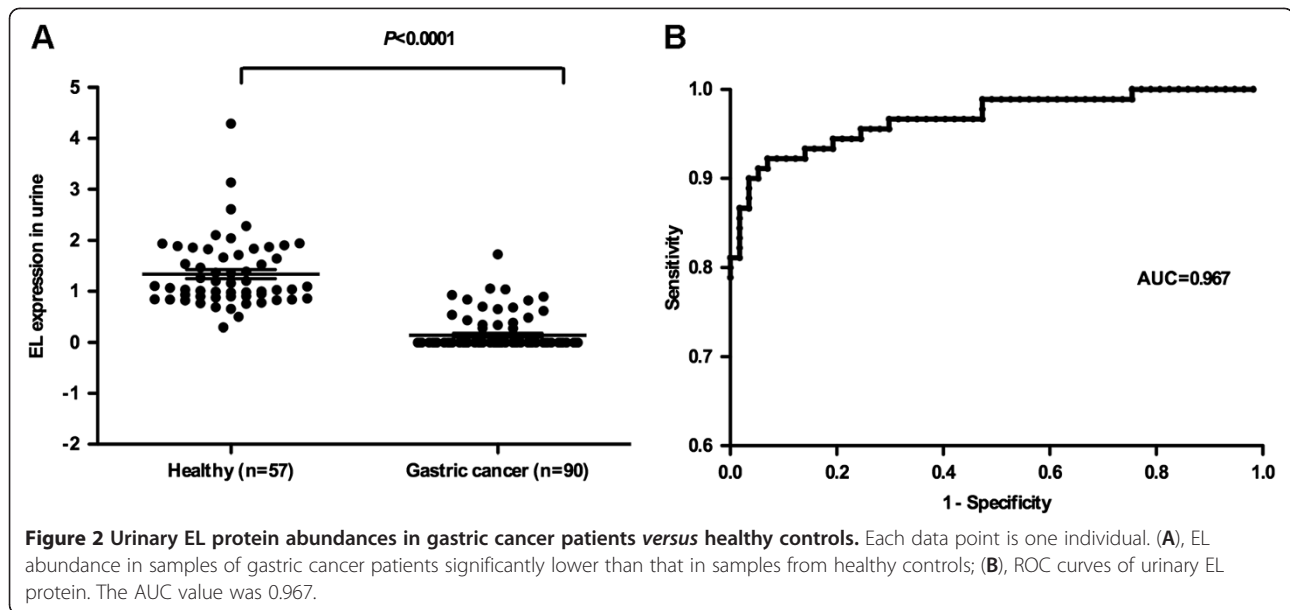 A
P<0.0001
5
4
3
2
1
0
-1
-2
EL expression in urine
Healthy (n=57)
Gastric cancer (n=90)
B
1.0
0.9
0.8
0.7
0.6
Sensitivity
AUC=0.967
0.0
0.2
0.4
0.6
0.8
1.0
1 - Specificity
Figure 2 Urinary EL protein abundances in gastric cancer patients versus healthy controls. Each data point is one individual. (A), EL
abundance in samples of gastric cancer patients significantly lower than that in samples from healthy controls; (B), ROC curves of urinary EL
protein. The AUC value was 0.967.